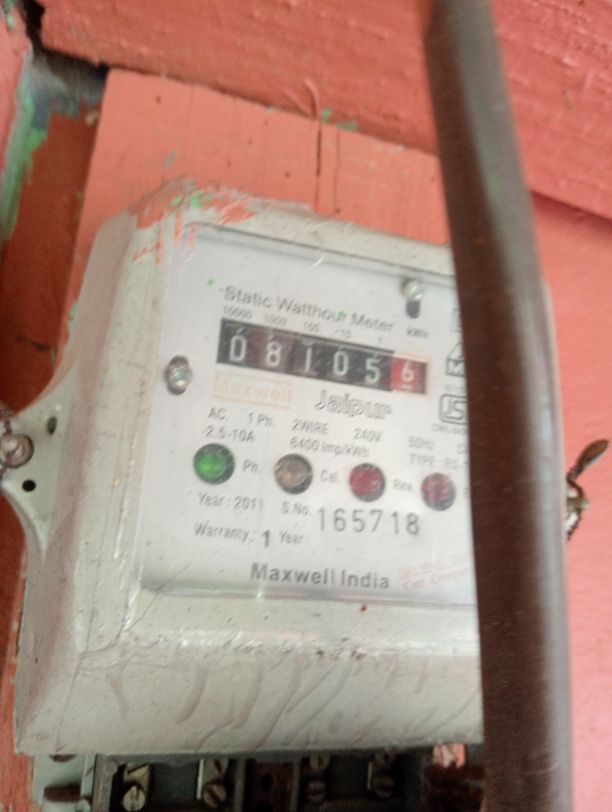 Static Watthour Meter
10000 1000 100 10 1 kWh
0 8 1 0 5 6
Maxwell Jaipur
AC. 1 Ph. 2WIRE 240V 50Hz
2.5-10A 6400 Imp/kWh TYPE
Ph. Cal. Rev.
Year: 2011 S.No. 165718
Warranty: 1 Year
Maxwell India